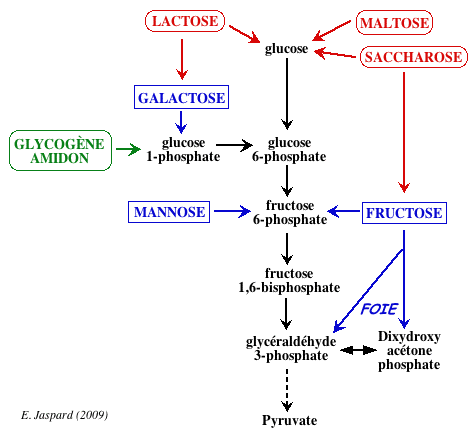 LACTOSE
MALTOSE
glucose
SACCHAROSE
GALACTOSE
GLYCOGÈNE
AMIDON
glucose
1-phosphate
glucose
6-phosphate
MANNOSE
fructose
6-phosphate
FRUCTOSE
fructose
1,6-bisphosphate
FOIE
glycéraldéhyde
3-phosphate
Dixydroxy
acétone
phosphate
Pyruvate
E. Jaspard (2009)